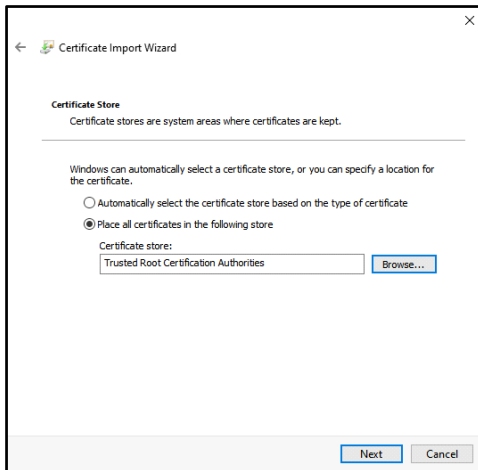 Certificate Import Wizard
Certificate Store
Certificate stores are system areas where certificates are kept.
Windows can automatically select a certificate store, or you can specify a location for
the certificate.
Automatically select the certificate store based on the type of certificate
Place all certificates in the following store
Certificate store:
Trusted Root Certification Authorities
Browse...
Next
Cancel